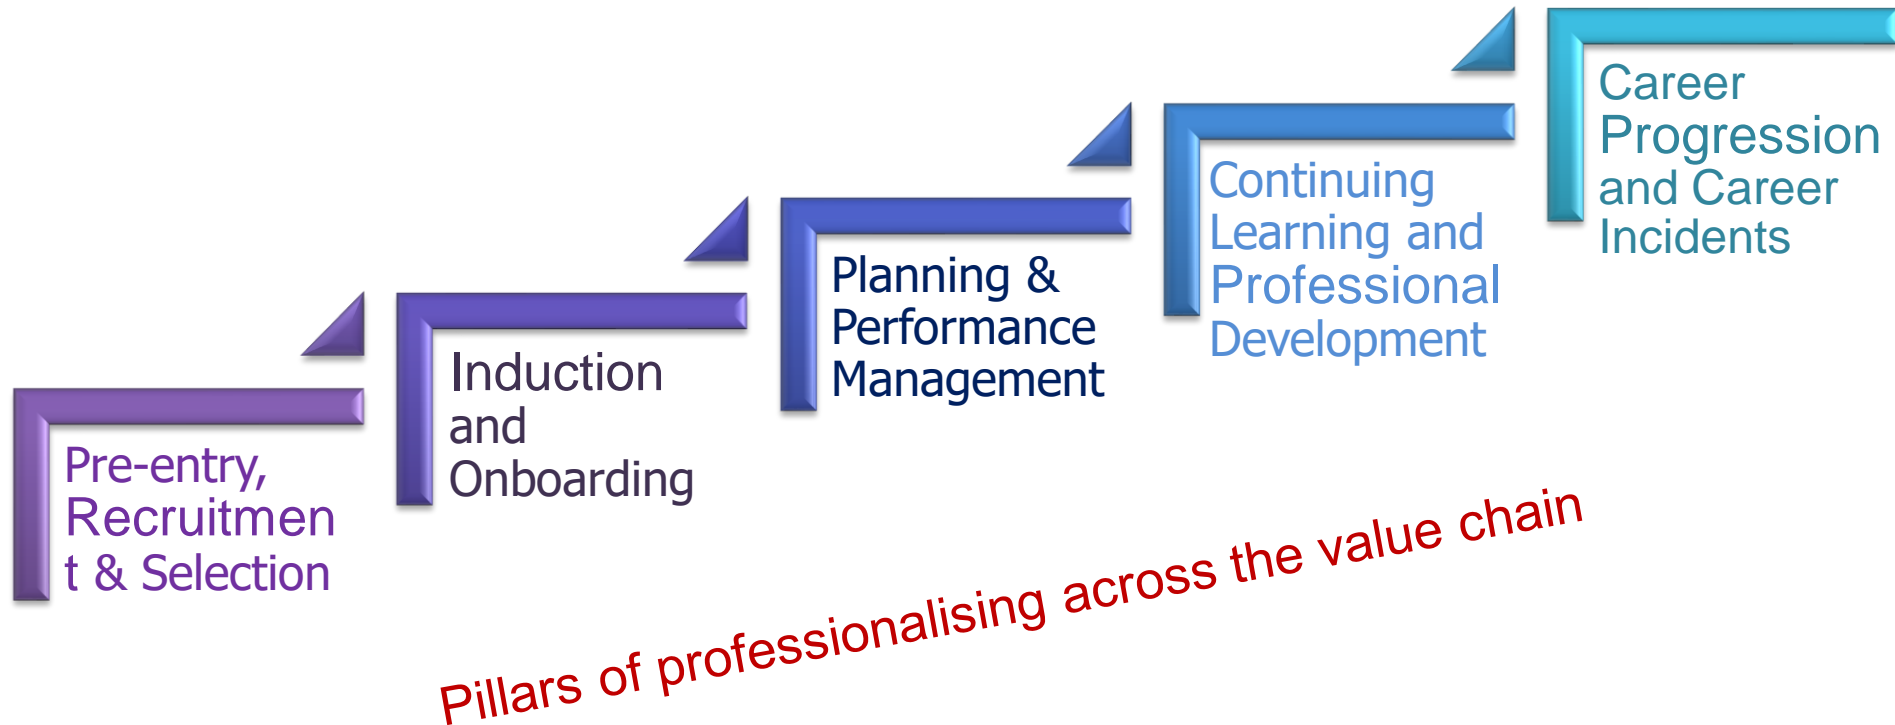 Pre-entry,
Recruitmen
t & Selection
Induction
and
Onboarding
Planning &
Performance
Management
Continuing
Learning and
Professional
Development
Career
Progression
and Career
Incidents
Pillars of professionalising across the value chain